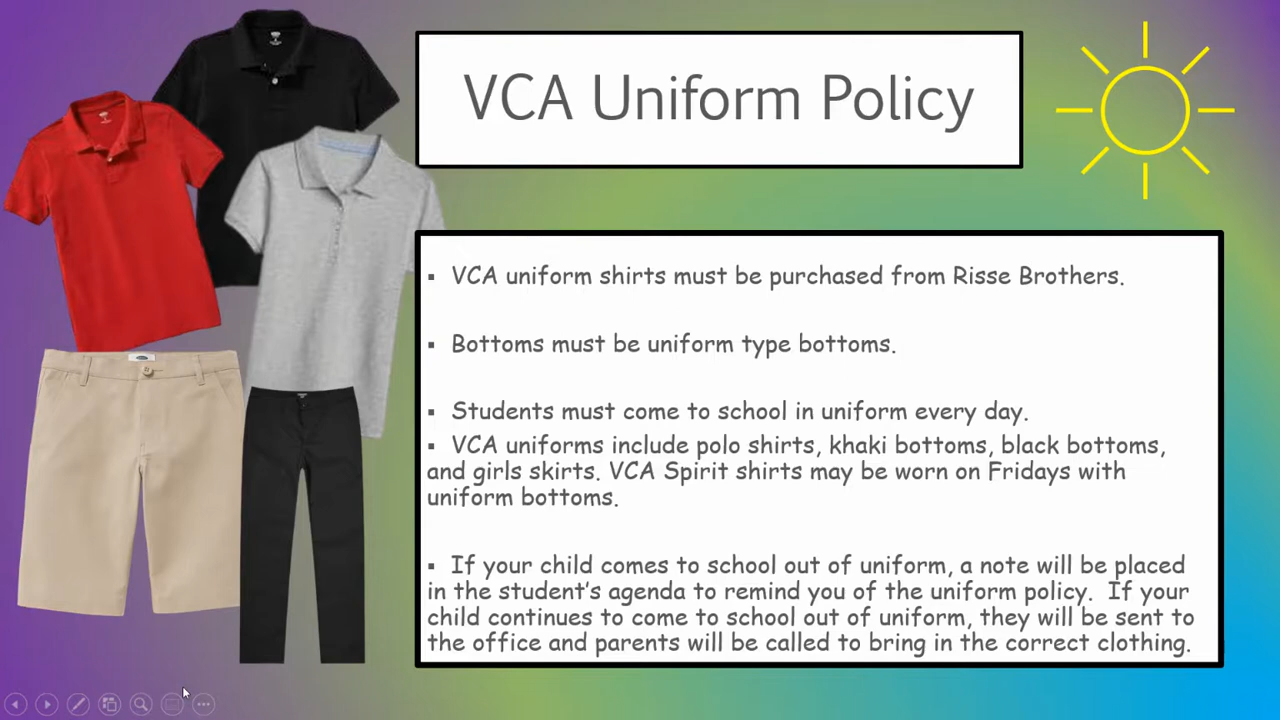 VCA Uniform Policy
▪ VCA uniform shirts must be purchased from Risse Brothers.
▪ Bottoms must be uniform type bottoms.
▪ Students must come to school in uniform every day.
▪ VCA uniforms include polo shirts, khaki bottoms, black bottoms,
and girls skirts. VCA Spirit shirts may be worn on Fridays with
uniform bottoms.
▪ If your child comes to school out of uniform, a note will be placed
in the student's agenda to remind you of the uniform policy.  If your
child continues to come to school out of uniform, they will be sent to
the office and parents will be called to bring in the correct clothing.